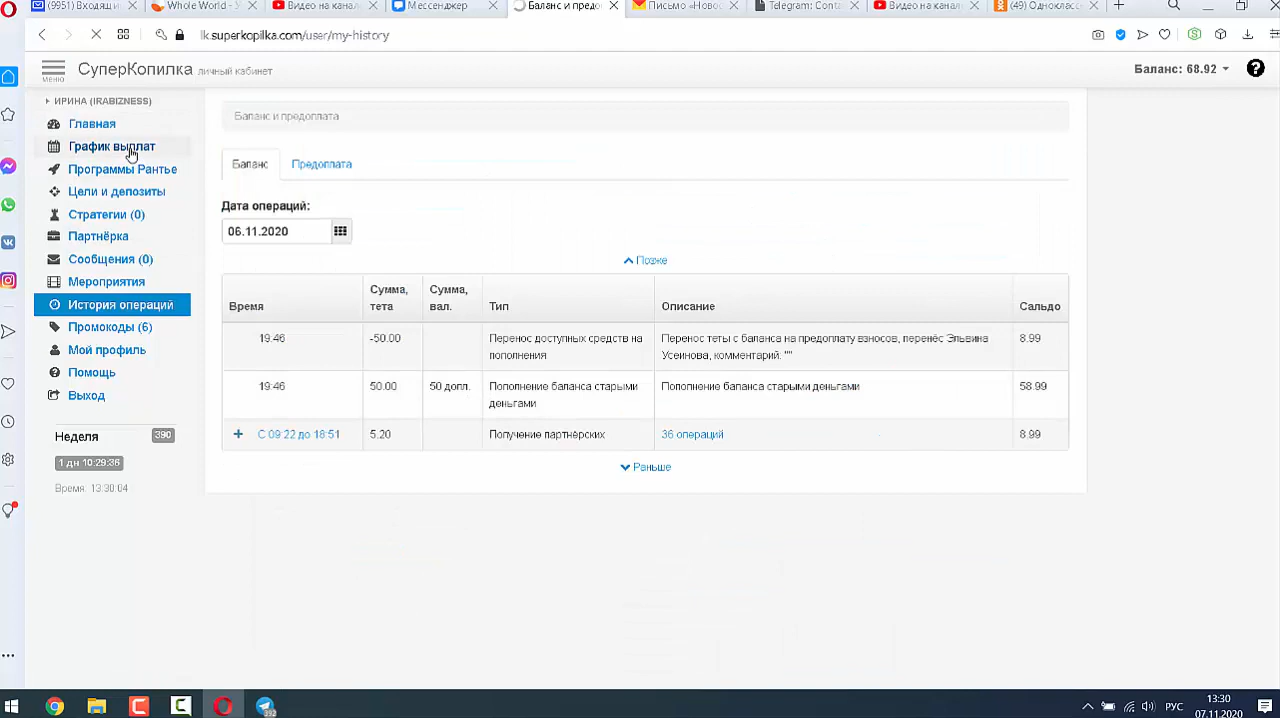 (9951) Входящ
Whole World -
Видео на канал
Мессенджер
Баланс и предо
Письмо «Ново
Telegram: Conta
Видео на канал
(49) Одноклас
lk.superkopilka.com/user/my-history
МЕНЮ
СуперКопилка личный кабинет
Баланс: 68.92
ИРИНА (IRABIZNESS)
Главная
График выплат
Программы Рантье
Цели и депозиты
Стратегии (0)
Партнёрка
Сообщения (0)
Мероприятия
История операций
Промокоды (6)
Мой профиль
Помощь
Выход
Неделя 390
1 дн 10:29:36
Время: 13:30:04
Баланс и предоплата
Баланс Предоплата
Дата операций:
06.11.2020
Позже
Время
Сумма, тета
Сумма, вал.
Тип
Описание
Сальдо
19:46
-50.00
Перенос доступных средств на
пополнения
Перенос теты с баланса на предоплату взносов, перенёс Эльвина
Усеинова, комментарий: ""
8.99
19:46
50.00
50 допл.
Пополнение баланса старыми
деньгами
Пополнение баланса старыми деньгами
58.99
+ С 09:22 до 18:51
5.20
Получение партнёрских
36 операций
8.99
Раньше
392
РУС
13:30
07.11.2020